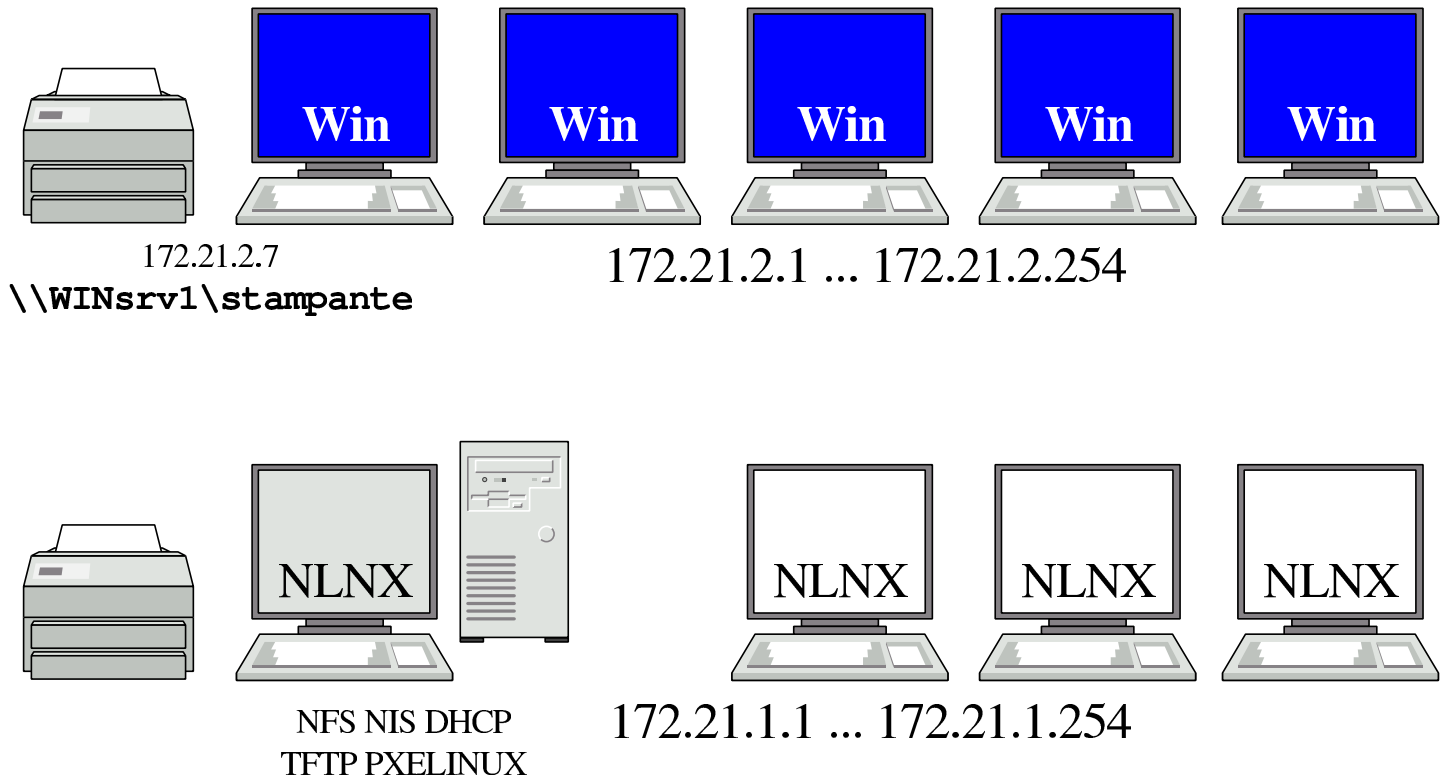 Win Win Win Win Win
172.21.2.7
172.21.2.1 ... 172.21.2.254
\\WINsrv1\stampante
NLNX NLNX NLNX NLNX
NFS NIS DHCP
TFTP PXELINUX
172.21.1.1 ... 172.21.1.254